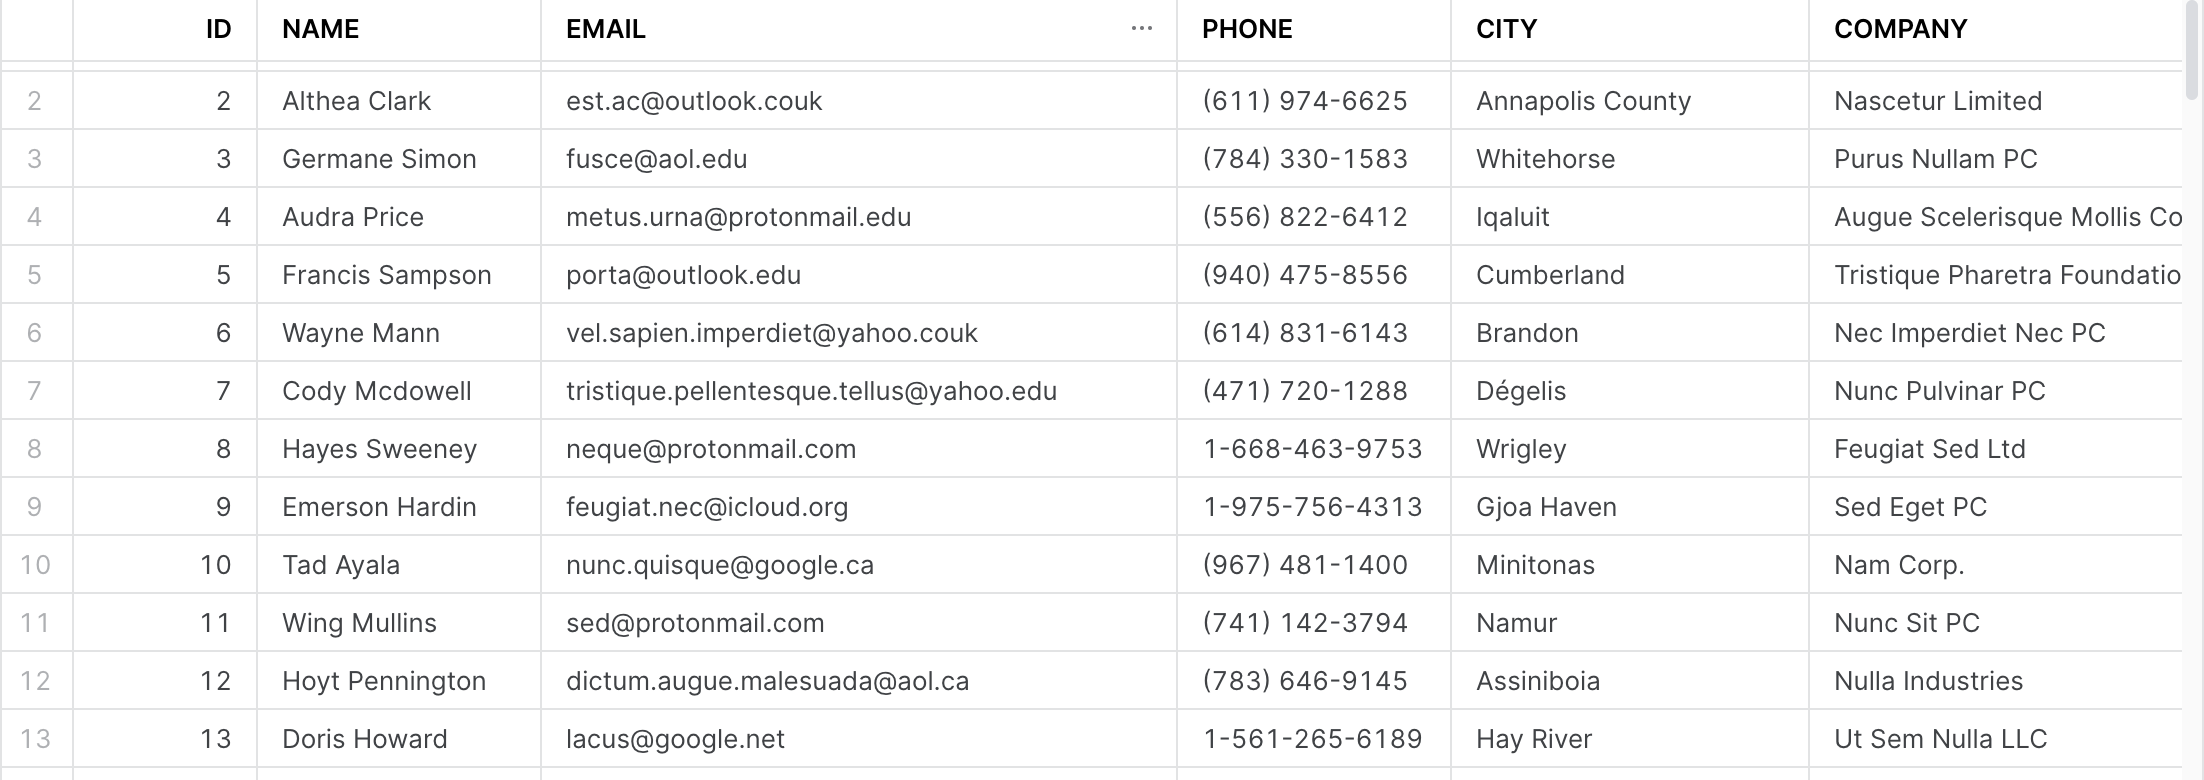 ID NAME EMAIL ... PHONE CITY COMPANY
2 2 Althea Clark est.ac@outlook.couk (611) 974-6625 Annapolis County Nascetur Limited
3 3 Germane Simon fusce@aol.edu (784) 330-1583 Whitehorse Purus Nullam PC
4 4 Audra Price metus.urna@protonmail.edu (556) 822-6412 Iqaluit Augue Scelerisque Mollis Co
5 5 Francis Sampson porta@outlook.edu (940) 475-8556 Cumberland Tristique Pharetra Foundatio
6 6 Wayne Mann vel.sapien.imperdiet@yahoo.couk (614) 831-6143 Brandon Nec Imperdiet Nec PC
7 7 Cody Mcdowell tristique.pellentesque.tellus@yahoo.edu (471) 720-1288 Dégelis Nunc Pulvinar PC
8 8 Hayes Sweeney neque@protonmail.com 1-668-463-9753 Wrigley Feugiat Sed Ltd
9 9 Emerson Hardin feugiat.nec@icloud.org 1-975-756-4313 Gjoa Haven Sed Eget PC
10 10 Tad Ayala nunc.quisque@google.ca (967) 481-1400 Minitonas Nam Corp.
11 11 Wing Mullins sed@protonmail.com (741) 142-3794 Namur Nunc Sit PC
12 12 Hoyt Pennington dictum.augue.malesuada@aol.ca (783) 646-9145 Assiniboia Nulla Industries
13 13 Doris Howard lacus@google.net 1-561-265-6189 Hay River Ut Sem Nulla LLC